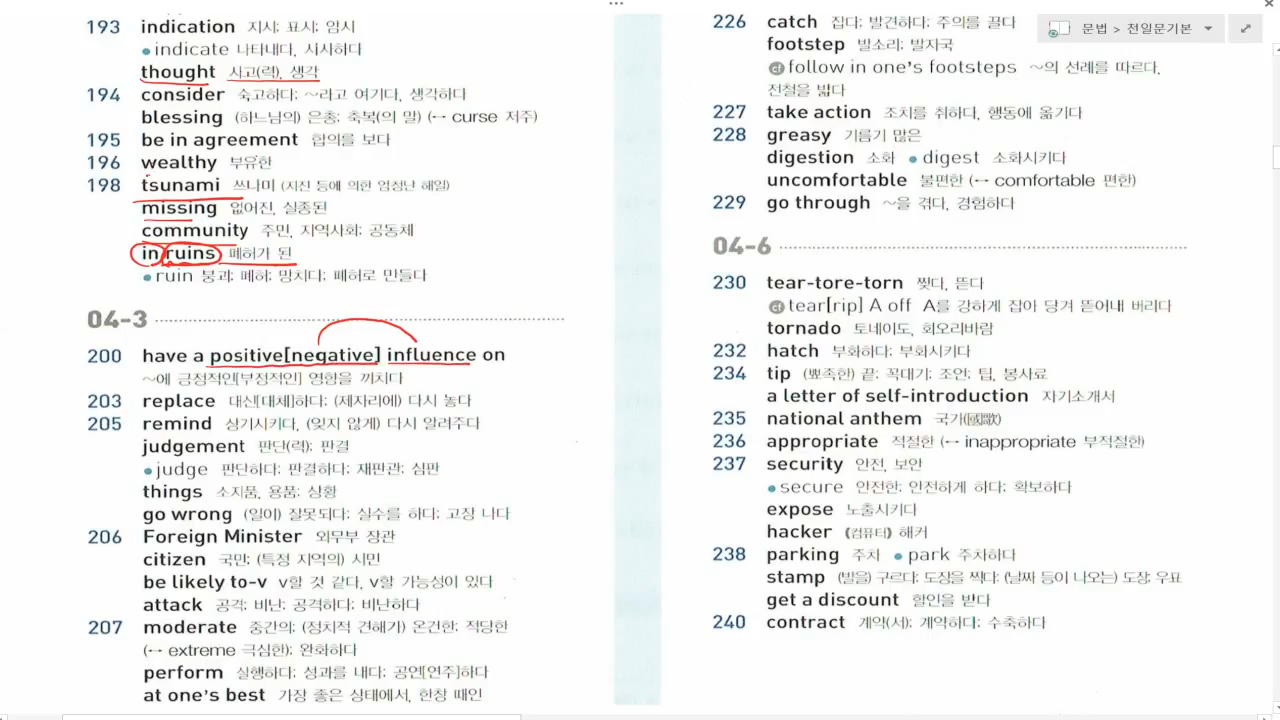 193 indication 지시; 표시; 암시
• indicate 나타내다, 시사하다
thought 사고(력), 생각
194 consider 숙고하다; ~라고 여기다, 생각하다
blessing (하느님의) 은총; 축복(의 말) (↔ curse 저주)
195 be in agreement 합의를 보다
196 wealthy 부유한
198 tsunami 쓰나미 (지진 등에 의한 엄청난 해일)
missing 없어진, 실종된
community 주민, 지역사회; 공동체
in ruins 폐허가 된
• ruin 붕괴; 폐허; 망치다; 폐허로 만들다
04-3
200 have a positive[negative] influence on
~에 긍정적인[부정적인] 영향을 끼치다
203 replace 대신[대체]하다; (제자리에) 다시 놓다
205 remind 상기시키다, (잊지 않게) 다시 알려주다
judgement 판단(력); 판결
• judge 판단하다; 판결하다; 재판관; 심판
things 소지품, 용품; 상황
go wrong (일이) 잘못되다; 실수를 하다; 고장 나다
206 Foreign Minister 외무부 장관
citizen 국민; (특정 지역의) 시민
be likely to-v v할 것 같다, v할 가능성이 있다
attack 공격; 비난; 공격하다; 비난하다
207 moderate 중간의; (정치적 견해가) 온건한; 적당한
(↔ extreme 극심한); 완화하다
perform 실행하다; 성과를 내다; 공연[연주]하다
at one's best 가장 좋은 상태에서, 한창 때인
226 catch 잡다; 발견하다; 주의를 끌다
footstep 발소리; 발자국
cf follow in one's footsteps ~의 선례를 따르다,
전철을 밟다
227 take action 조치를 취하다, 행동에 옮기다
228 greasy 기름기 많은
digestion 소화 • digest 소화시키다
uncomfortable 불편한 (↔ comfortable 편한)
229 go through ~을 겪다, 경험하다
04-6
230 tear-tore-torn 찢다, 뜯다
cf tear[rip] A off A를 강하게 잡아 당겨 뜯어내 버리다
tornado 토네이도, 회오리바람
232 hatch 부화하다; 부화시키다
234 tip (뾰족한) 끝; 꼭대기; 조언; 팁, 봉사료
a letter of self-introduction 자기소개서
235 national anthem 국가(國歌)
236 appropriate 적절한 (↔ inappropriate 부적절한)
237 security 안전, 보안
• secure 안전한; 안전하게 하다; 확보하다
expose 노출시키다
hacker 《컴퓨터》 해커
238 parking 주차 • park 주차하다
stamp (발을) 구르다; 도장을 찍다; (날짜 등이 나오는) 도장; 우표
get a discount 할인을 받다
240 contract 계약(서); 계약하다; 수축하다
문법 > 천일문기본